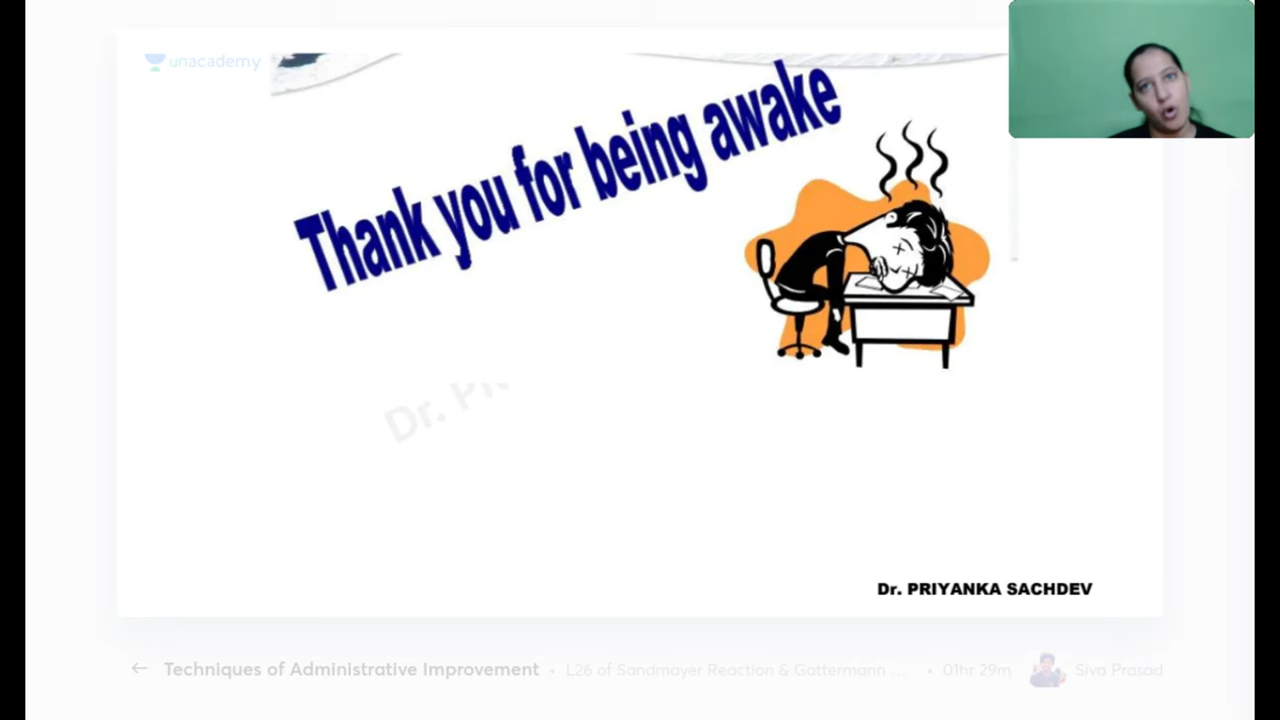 unacademy
Thank you for being awake
Dr. PRIYANKA SACHDEV
← Techniques of Administrative Improvement • L26 of Sandmayer Reaction & Gattermann ... • 01hr 29m Siva Prasad